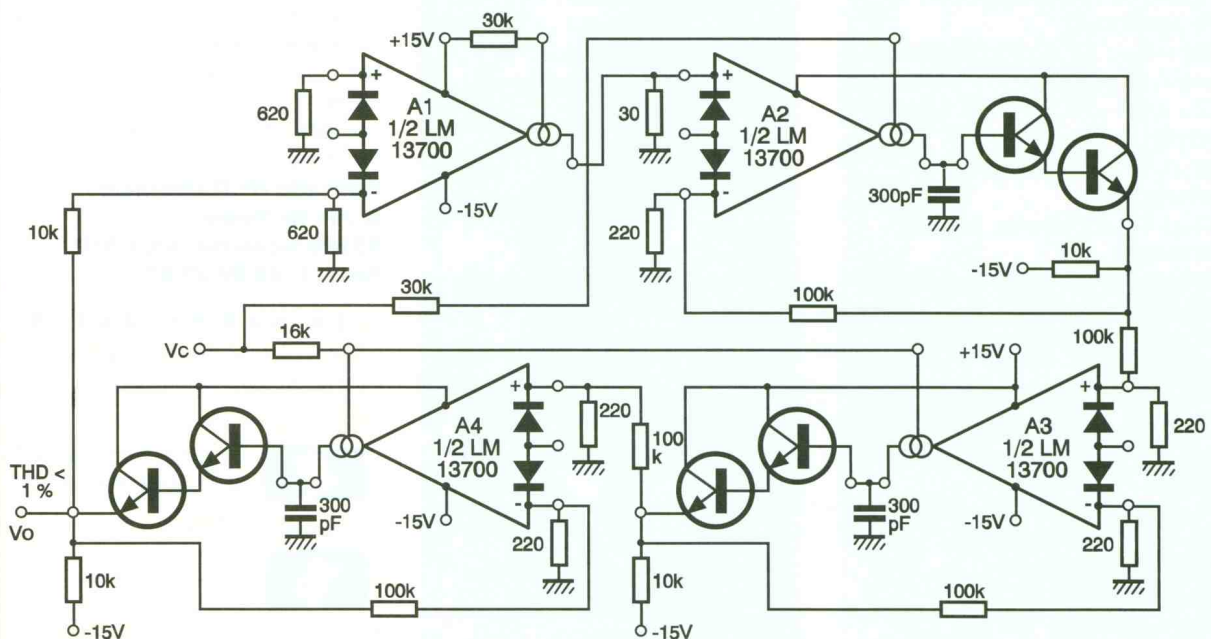 +15V
30k
+
A1
1/2 LM
13700
-
-15V
620
620
10k
30k
+
A2
1/2 LM
13700
-
30
220
300pF
-15V
10k
100k
100k
Vc
16k
+15V
+
A4
1/2 LM
13700
-
-15V
220
220
100
k
300
pF
+
A3
1/2 LM
13700
-
-15V
220
220
300
pF
THD <
1 %
Vo
10k
-15V
100k
10k
-15V
100k